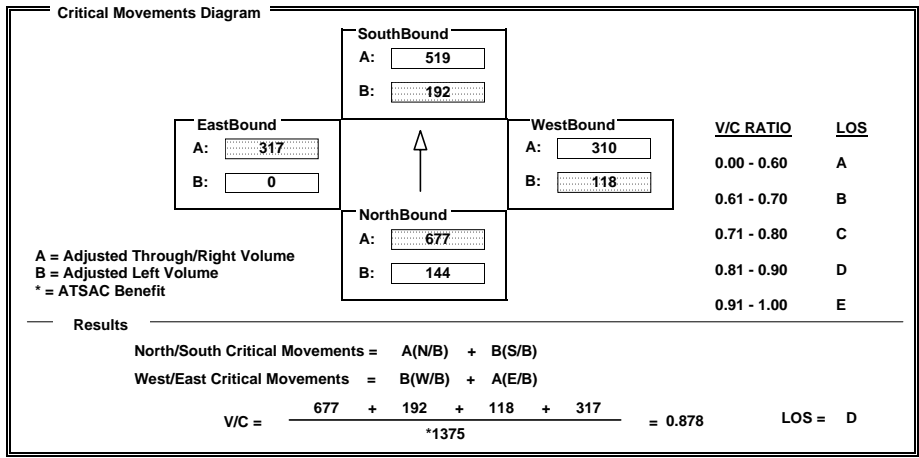 Critical Movements Diagram
SouthBound
A: 519
B: 192
EastBound
A: 317
B: 0
WestBound
A: 310
B: 118
NorthBound
A: 677
B: 144
V/C RATIO LOS
0.00 - 0.60 A
0.61 - 0.70 B
0.71 - 0.80 C
0.81 - 0.90 D
0.91 - 1.00 E
A = Adjusted Through/Right Volume
B = Adjusted Left Volume
* = ATSAC Benefit
Results
North/South Critical Movements = A(N/B) + B(S/B)
West/East Critical Movements = B(W/B) + A(E/B)
V/C = 677 + 192 + 118 + 317 = 0.878 LOS = D
*1375